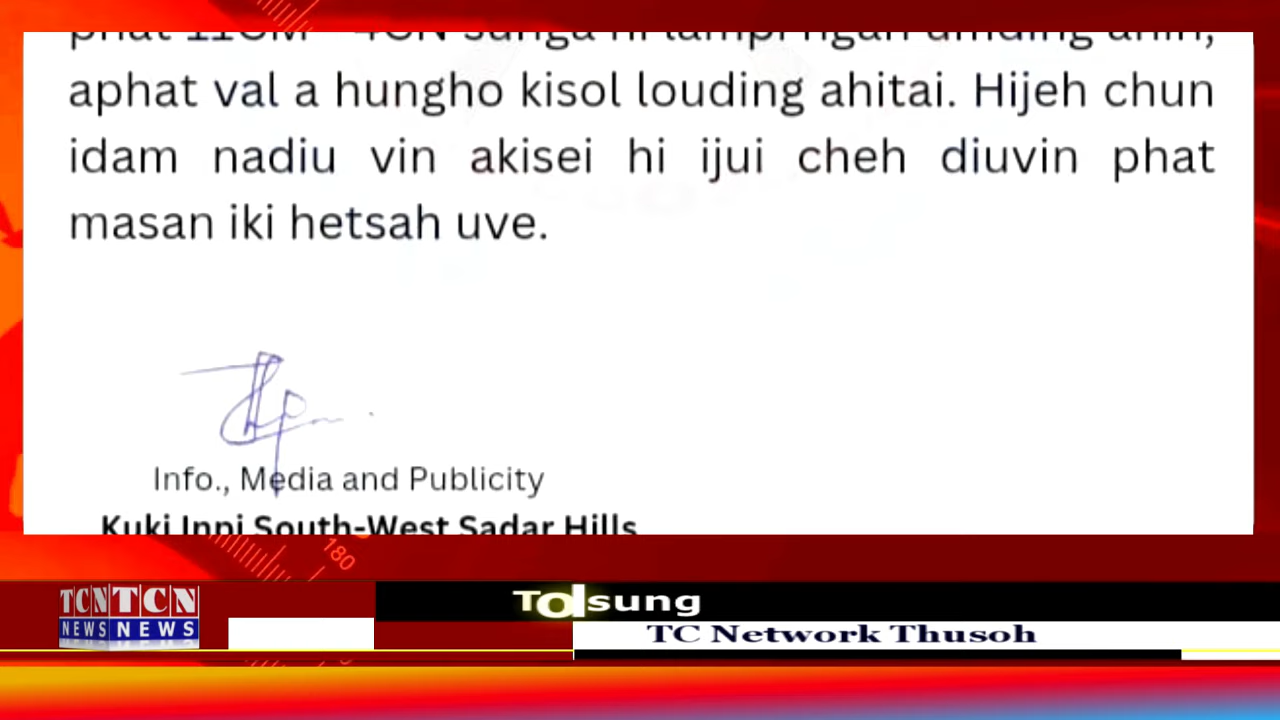 aphat val a hungho kisol louding ahitai. Hijeh chun
idam nadiu vin akisei hi ijui cheh diuvin phat
masan iki hetsah uve.
Info., Media and Publicity
Kuki Inpi South-West Sadar Hills
180
TCN TCN
NEWS NEWS
Tolsung
TC Network Thusoh